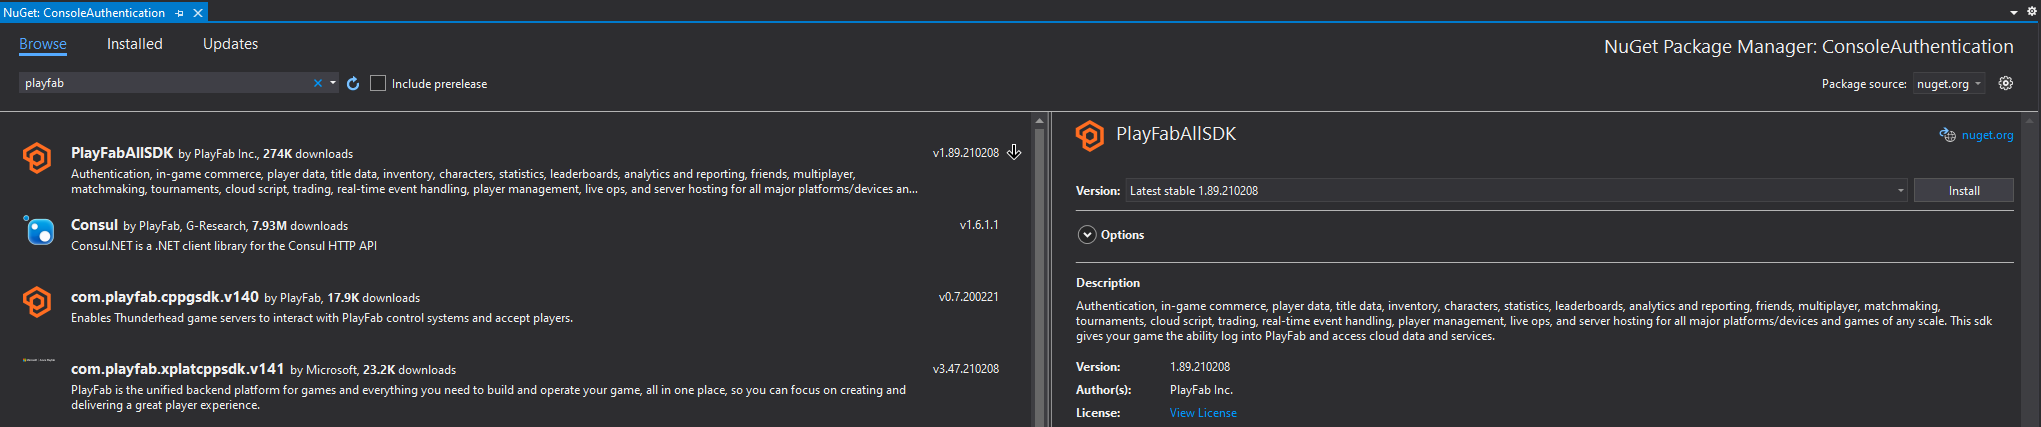 NuGet: ConsoleAuthentication
Browse Installed Updates
NuGet Package Manager: ConsoleAuthentication
playfab
Include prerelease
Package source: nuget.org
PlayFabAllSDK by PlayFab Inc., 274K downloads
v1.89.210208
Authentication, in-game commerce, player data, title data, inventory, characters, statistics, leaderboards, analytics and reporting, friends, multiplayer,
matchmaking, tournaments, cloud script, trading, real-time event handling, player management, live ops, and server hosting for all major platforms/devices an...
Consul by PlayFab, G-Research, 7.93M downloads
v1.6.1.1
Consul.NET is a .NET client library for the Consul HTTP API
com.playfab.cppgsdk.v140 by PlayFab, 17.9K downloads
v0.7.200221
Enables Thunderhead game servers to interact with PlayFab control systems and accept players.
com.playfab.xplatcppsdk.v141 by Microsoft, 23.2K downloads
v3.47.210208
PlayFab is the unified backend platform for games and everything you need to build and operate your game, all in one place, so you can focus on creating and
delivering a great player experience.
PlayFabAllSDK
nuget.org
Version: Latest stable 1.89.210208
Install
Options
Description
Authentication, in-game commerce, player data, title data, inventory, characters, statistics, leaderboards, analytics and reporting, friends, multiplayer, matchmaking,
tournaments, cloud script, trading, real-time event handling, player management, live ops, and server hosting for all major platforms/devices and games of any scale. This sdk
gives your game the ability log into PlayFab and access cloud data and services.
Version: 1.89.210208
Author(s): PlayFab Inc.
License: View License